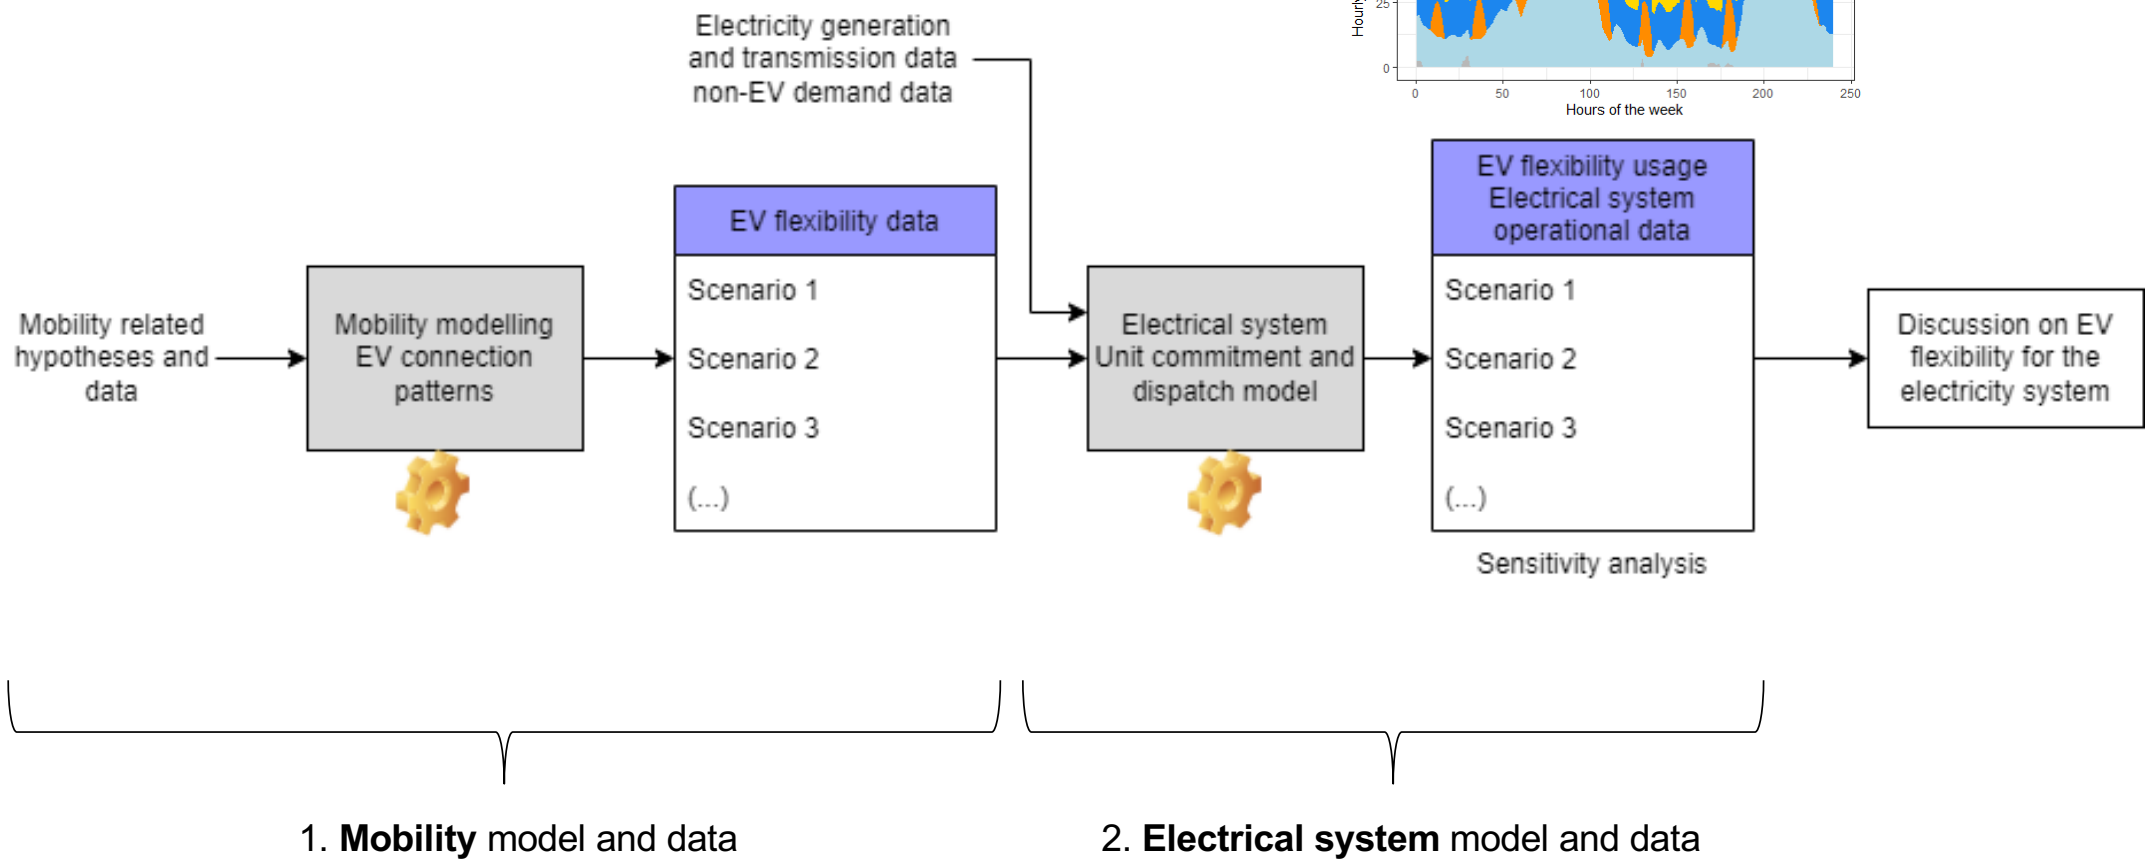 Electricity generation
and transmission data
non-EV demand data
25
0
0
50
100
150
200
250
Hours of the week
Mobility related
hypotheses and
data
Mobility modelling
EV connection
patterns
EV flexibility data
Scenario 1
Scenario 2
Scenario 3
(...)
Electrical system
Unit commitment and
dispatch model
EV flexibility usage
Electrical system
operational data
Scenario 1
Scenario 2
Scenario 3
(...)
Sensitivity analysis
Discussion on EV
flexibility for the
electricity system
1. Mobility model and data
2. Electrical system model and data